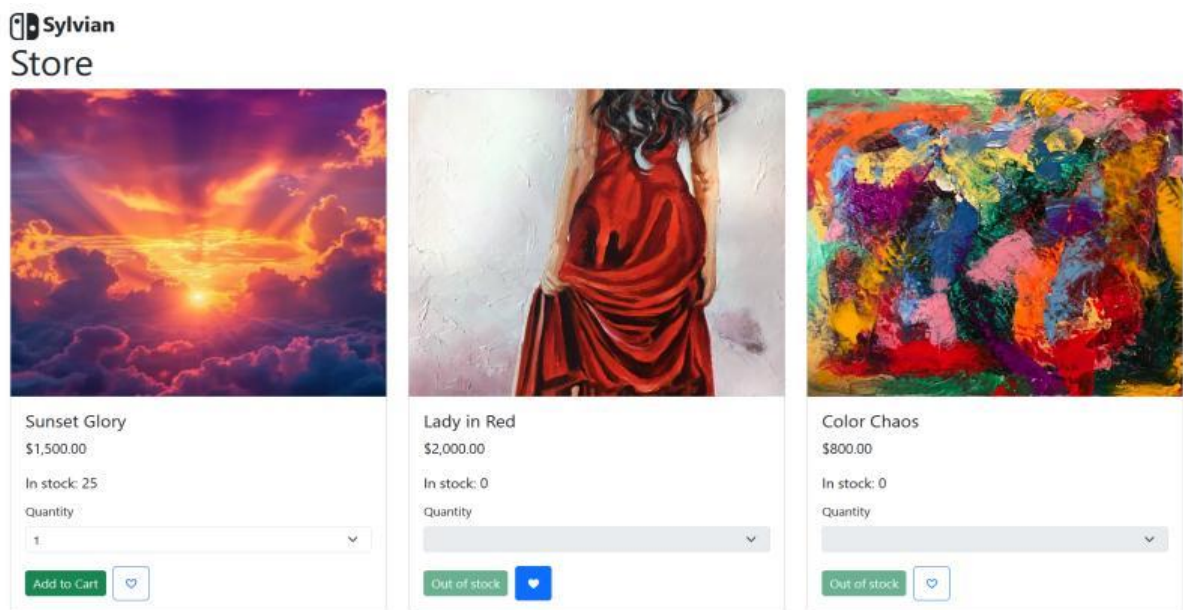 Sylvian
Store
Sunset Glory
$1,500.00
In stock: 25
Quantity
1
Add to Cart
Lady in Red
$2,000.00
In stock: 0
Quantity
Out of stock
Color Chaos
$800.00
In stock: 0
Quantity
Out of stock